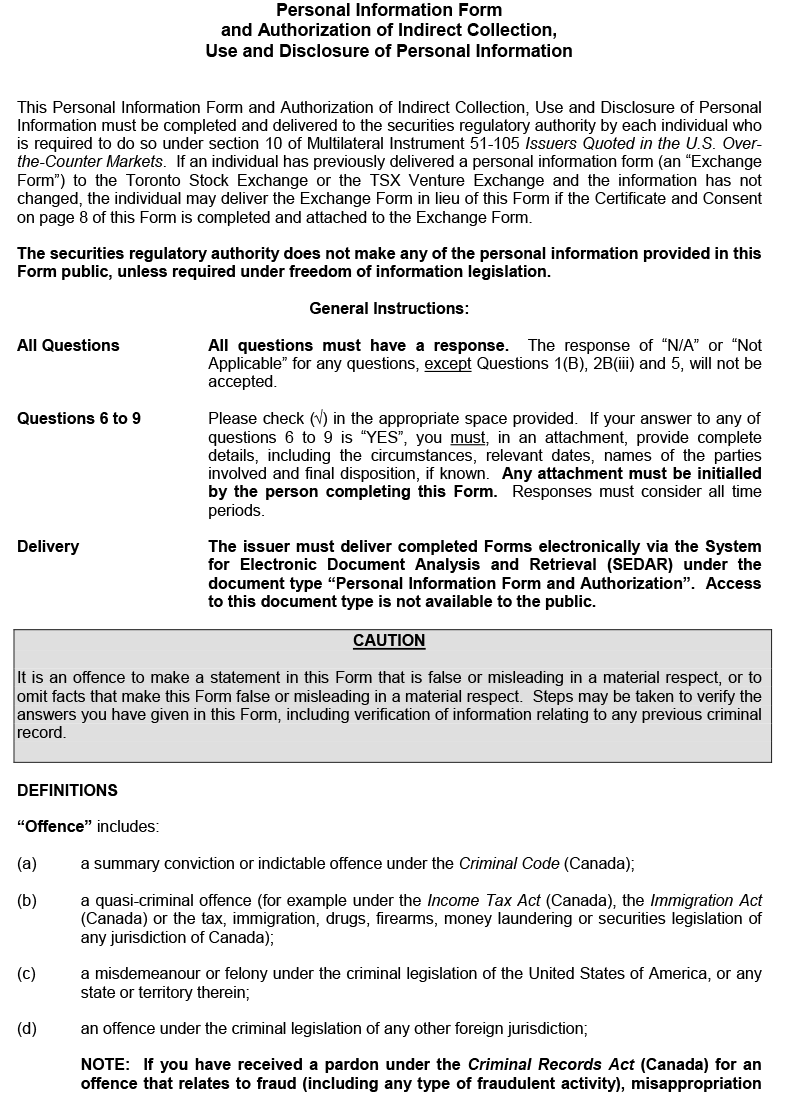 Personal Information Form
and Authorization of Indirect Collection,
Use and Disclosure of Personal Information
This Personal Information Form and Authorization of Indirect Collection, Use and Disclosure of Personal
Information must be completed and delivered to the securities regulatory authority by each individual who
is required to do so under section 10 of Multilateral Instrument 51-105 Issuers Quoted in the U.S. Over-
the-Counter Markets.  If an individual has previously delivered a personal information form (an “Exchange
Form”) to the Toronto Stock Exchange or the TSX Venture Exchange and the information has not
changed, the individual may deliver the Exchange Form in lieu of this Form if the Certificate and Consent
on page 8 of this Form is completed and attached to the Exchange Form.
The securities regulatory authority does not make any of the personal information provided in this
Form public, unless required under freedom of information legislation.
General Instructions:
All Questions All questions must have a response.  The response of “N/A” or “Not
Applicable” for any questions, except Questions 1(B), 2B(iii) and 5, will not be
accepted.
Questions 6 to 9 Please check (√) in the appropriate space provided.  If your answer to any of
questions 6 to 9 is “YES”, you must, in an attachment, provide complete
details, including the circumstances, relevant dates, names of the parties
involved and final disposition, if known.  Any attachment must be initialled
by the person completing this Form.  Responses must consider all time
periods.
Delivery The issuer must deliver completed Forms electronically via the System
for Electronic Document Analysis and Retrieval (SEDAR) under the
document type “Personal Information Form and Authorization”.  Access
to this document type is not available to the public.
CAUTION
It is an offence to make a statement in this Form that is false or misleading in a material respect, or to
omit facts that make this Form false or misleading in a material respect.  Steps may be taken to verify the
answers you have given in this Form, including verification of information relating to any previous criminal
record.
DEFINITIONS
“Offence” includes:
(a) a summary conviction or indictable offence under the Criminal Code (Canada);
(b) a quasi-criminal offence (for example under the Income Tax Act (Canada), the Immigration Act
(Canada) or the tax, immigration, drugs, firearms, money laundering or securities legislation of
any jurisdiction of Canada);
(c) a misdemeanour or felony under the criminal legislation of the United States of America, or any
state or territory therein;
(d) an offence under the criminal legislation of any other foreign jurisdiction;
NOTE:  If you have received a pardon under the Criminal Records Act (Canada) for an
offence that relates to fraud (including any type of fraudulent activity), misappropriation